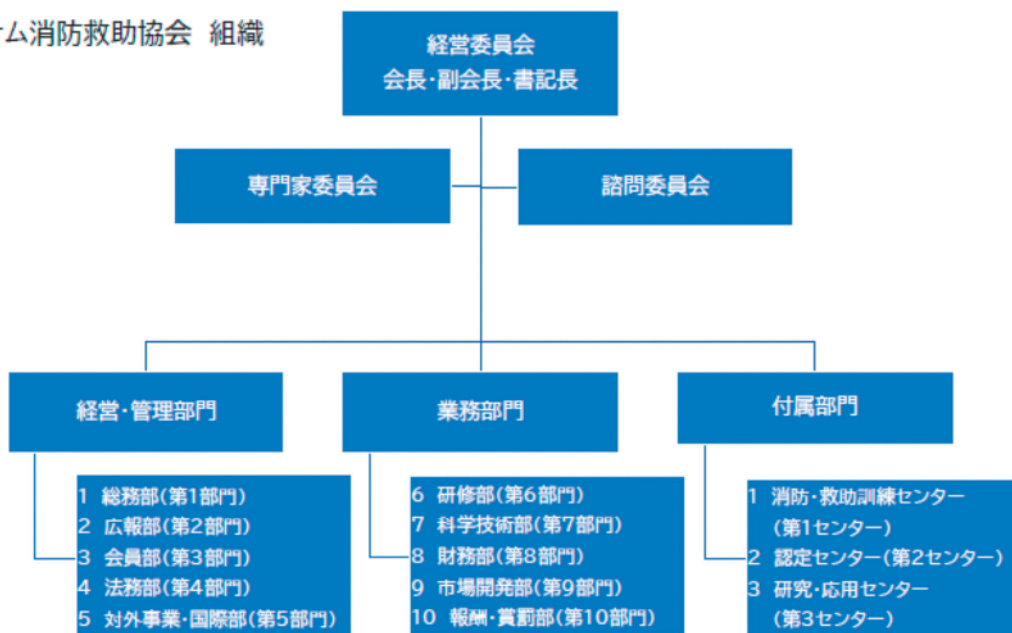 ム消防救助協会 組織
経営委員会
会長・副会長・書記長
専門家委員会
諮問委員会
経営・管理部門
業務部門
付属部門
1 総務部(第1部門)
2 広報部(第2部門)
3 会員部(第3部門)
4 法務部(第4部門)
5 対外事業・国際部(第5部門)
6 研修部(第6部門)
7 科学技術部(第7部門)
8 財務部(第8部門)
9 市場開発部(第9部門)
10 報酬・賞罰部(第10部門)
1 消防・救助訓練センター
(第1センター)
2 認定センター(第2センター)
3 研究・応用センター
(第3センター)